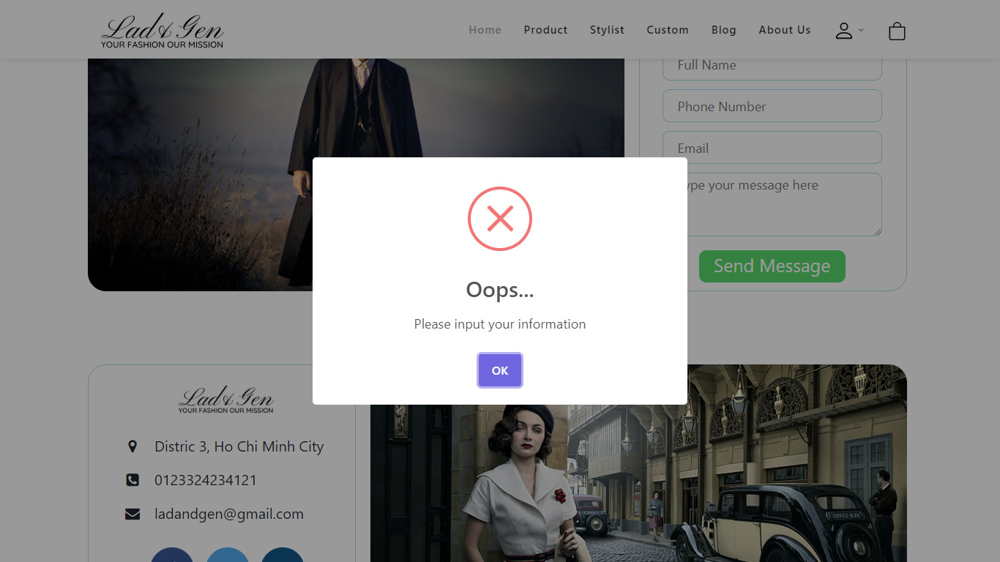 Lad & Gen
YOUR FASHION OUR MISSION
Home
Product
Stylist
Custom
Blog
About Us
Full Name
Phone Number
Email
ype your message here
Send Message
Oops...
Please input your information
OK
Lad & Gen
YOUR FASHION OUR MISSION
Distric 3, Ho Chi Minh City
0123324234121
ladandgen@gmail.com